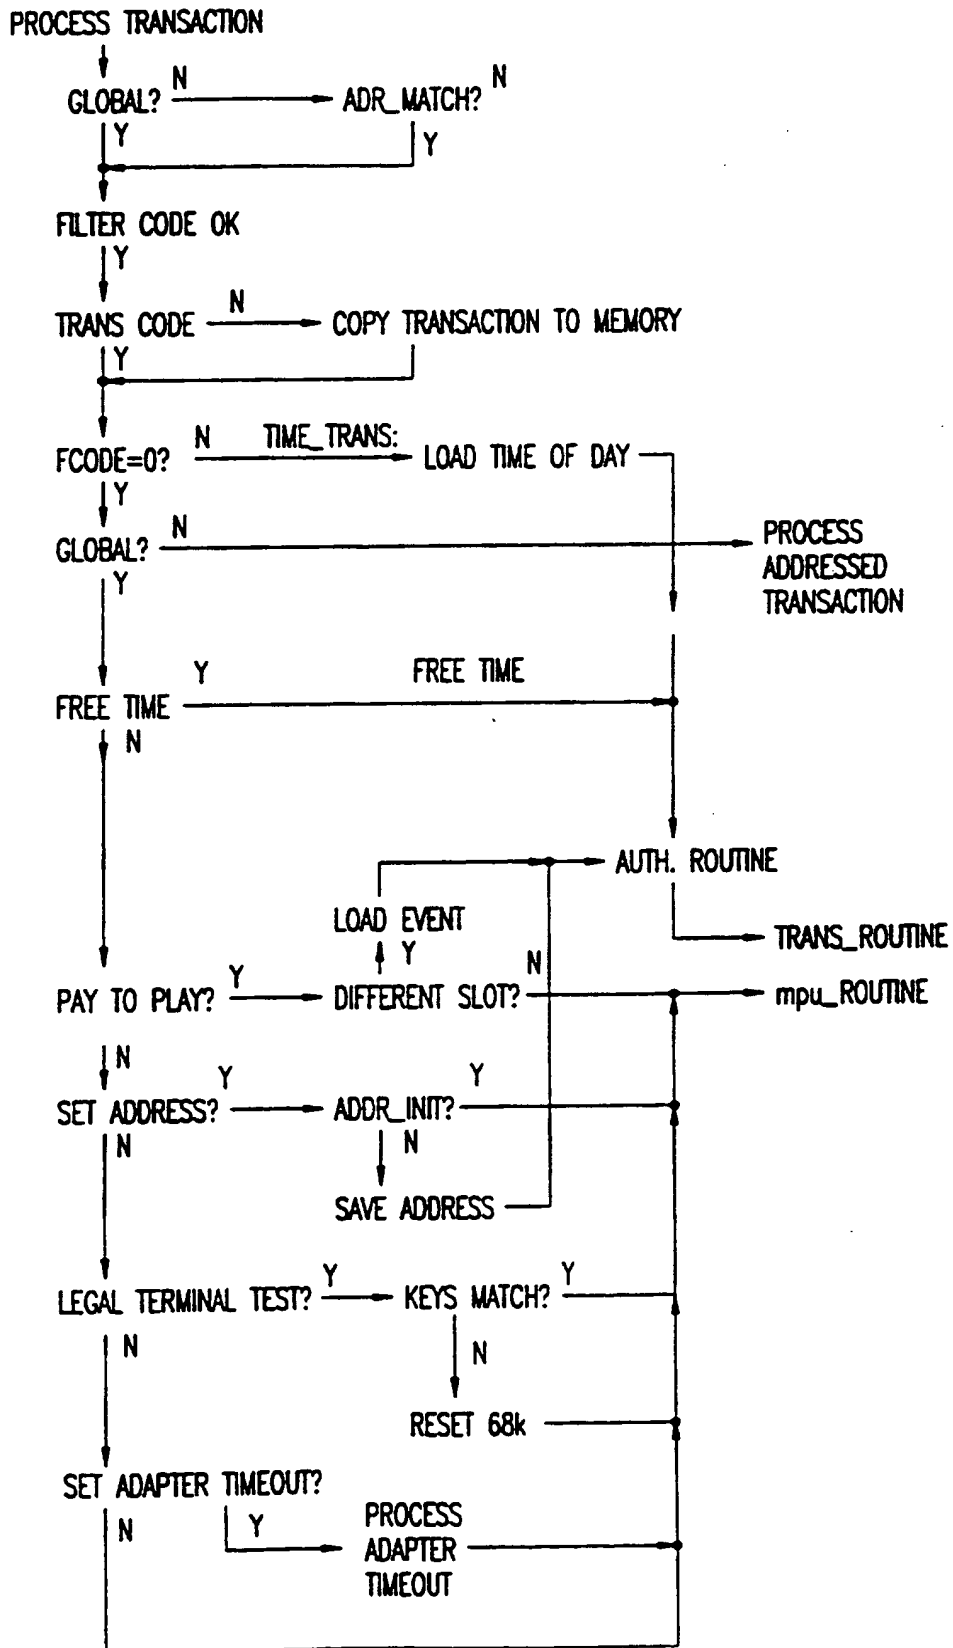 PROCESS TRANSACTION
GLOBAL? N ADR_MATCH? N
Y Y
FILTER CODE OK
Y
TRANS CODE N COPY TRANSACTION TO MEMORY
Y
FCODE=0? N TIME_TRANS: LOAD TIME OF DAY
Y
GLOBAL? N PROCESS
ADDRESSED
TRANSACTION
Y
FREE TIME Y FREE TIME
N
AUTH. ROUTINE
LOAD EVENT
TRANS_ROUTINE
Y
PAY TO PLAY? Y DIFFERENT SLOT? N mpu_ROUTINE
N
SET ADDRESS? Y ADDR_INIT? Y
N N
SAVE ADDRESS
LEGAL TERMINAL TEST? Y KEYS MATCH? Y
N N
RESET 68k
SET ADAPTER TIMEOUT?
N Y PROCESS
ADAPTER
TIMEOUT